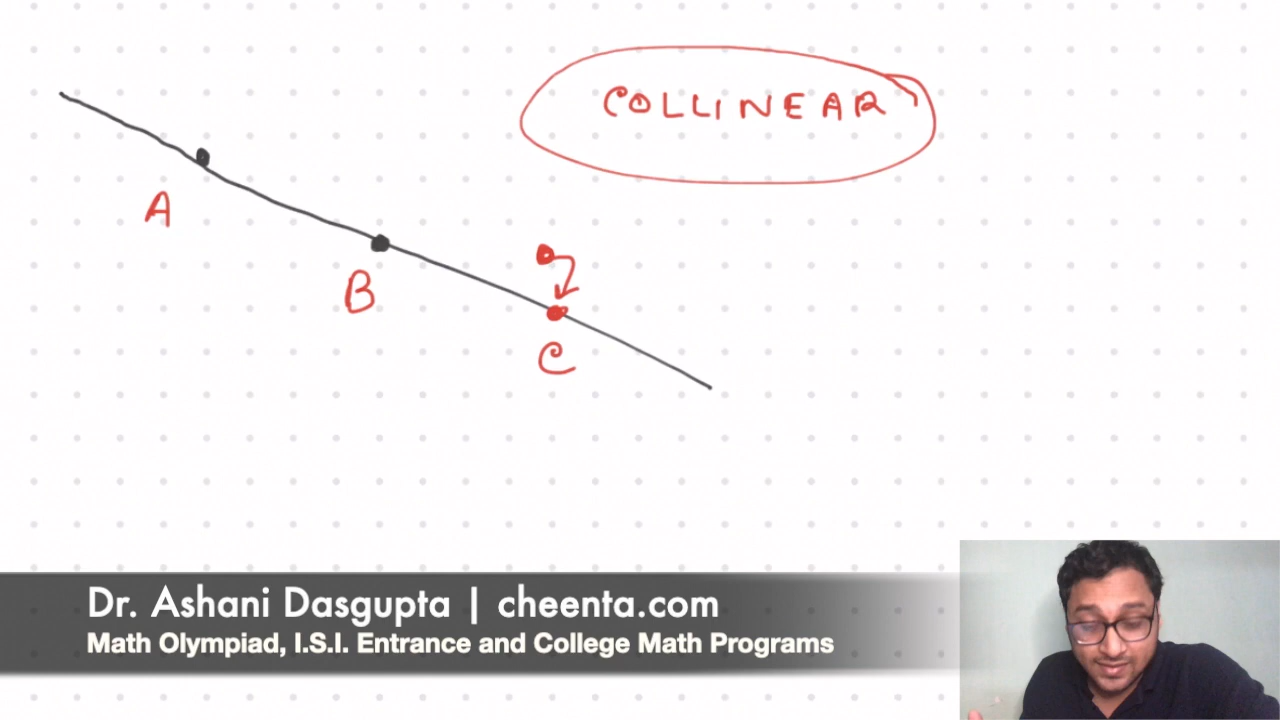 COLLINEAR
A
B
C
Dr. Ashani Dasgupta | cheenta.com
Math Olympiad, I.S.I. Entrance and College Math Programs